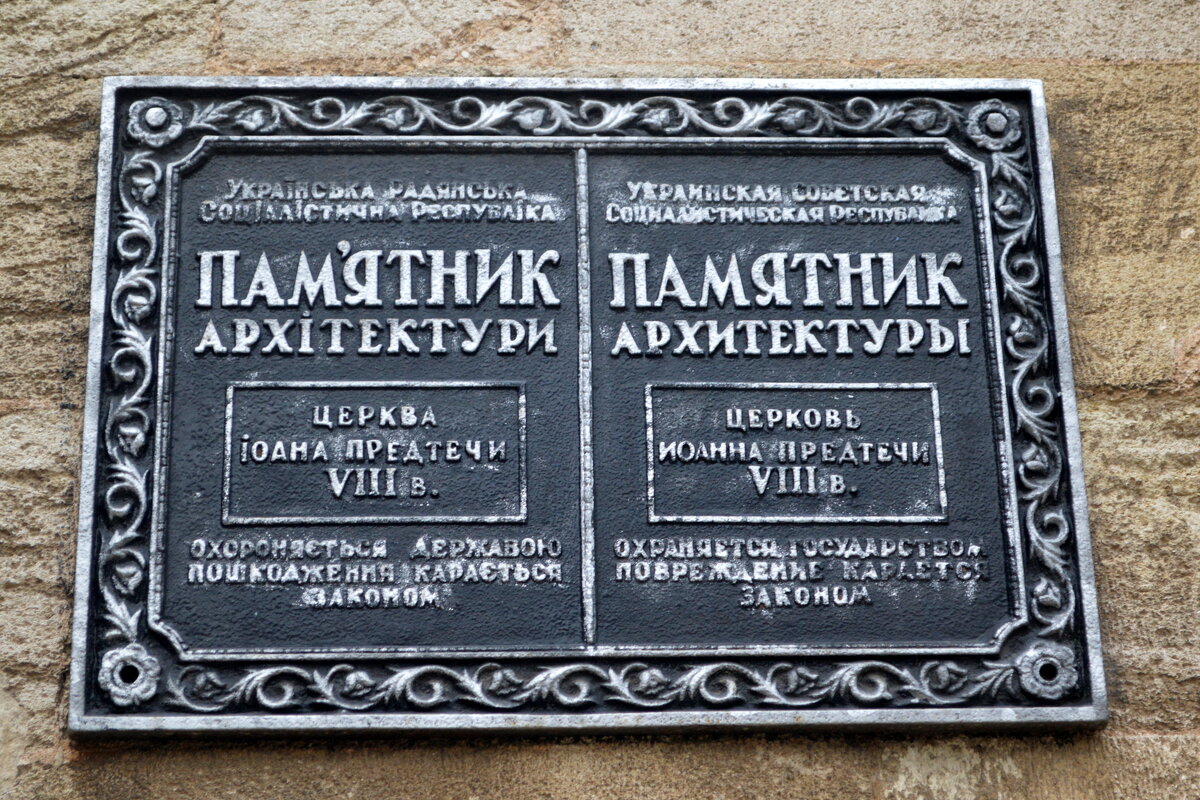 Українська Радянська
Соціалістична Республіка
Пам'ятник
архітектури
церква
іоана предтечи
VIII в.
охороняється державою
пошкодження карається
законом
Украинская Советская
Социалистическая Республика
Памятник
архитектуры
церковь
иоанна предтечи
VIII в.
охраняется государством
повреждение карается
законом